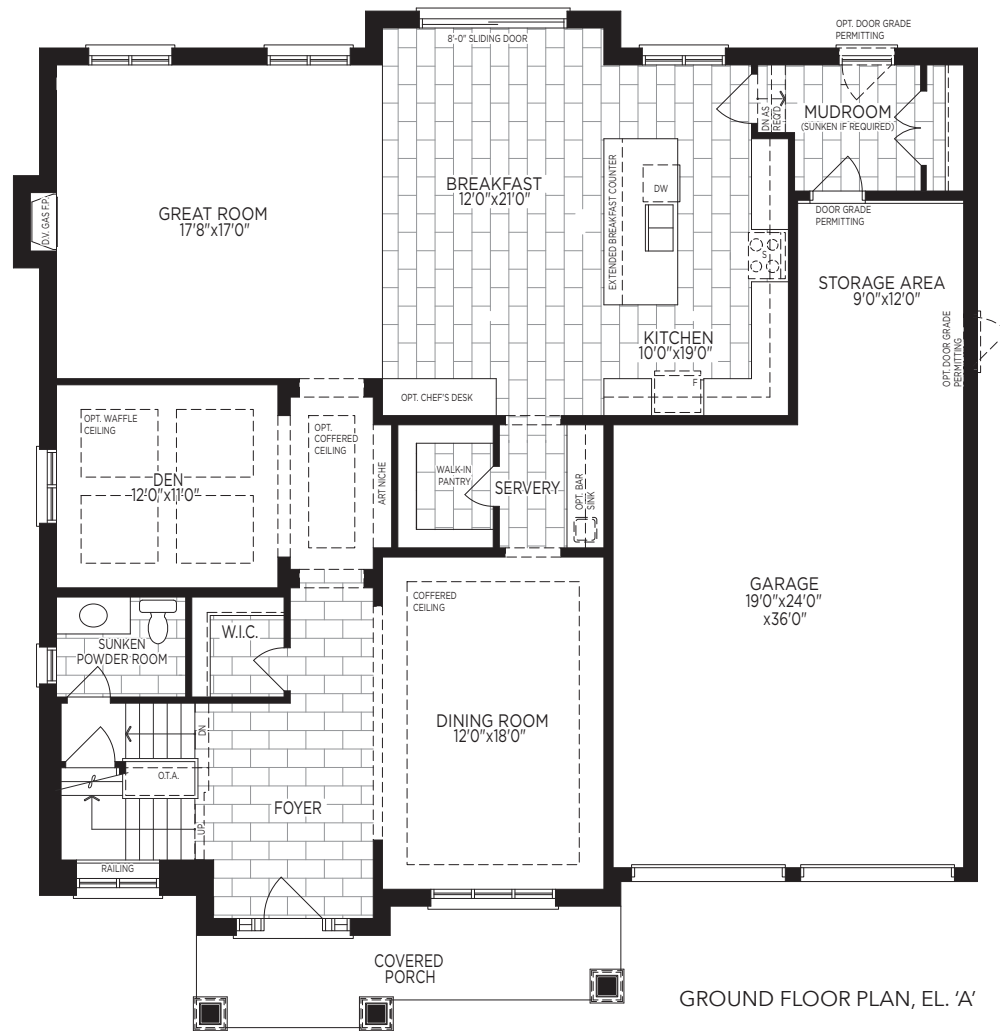 OPT. DOOR GRADE
PERMITTING
8'-0" SLIDING DOOR
DN AS
REQ'D
MUDROOM
(SUNKEN IF REQUIRED)
D.V. GAS F.P.
GREAT ROOM
17'8"x17'0"
BREAKFAST
12'0"x21'0"
EXTENDED BREAKFAST COUNTER
DW
S
DOOR GRADE
PERMITTING
STORAGE AREA
9'0"x12'0"
OPT. DOOR GRADE
PERMITTING
KITCHEN
10'0"x19'0"
F
OPT. CHEF'S DESK
OPT. WAFFLE
CEILING
DEN
12'0"x11'0"
OPT.
COFFERED
CEILING
ART NICHE
WALK-IN
PANTRY
SERVERY
OPT. BAR
SINK
GARAGE
19'0"x24'0"
x36'0"
COFFERED
CEILING
SUNKEN
POWDER ROOM
W.I.C.
DINING ROOM
12'0"x18'0"
DN
O.T.A.
FOYER
UP
RAILING
COVERED
PORCH
GROUND FLOOR PLAN, EL. 'A'